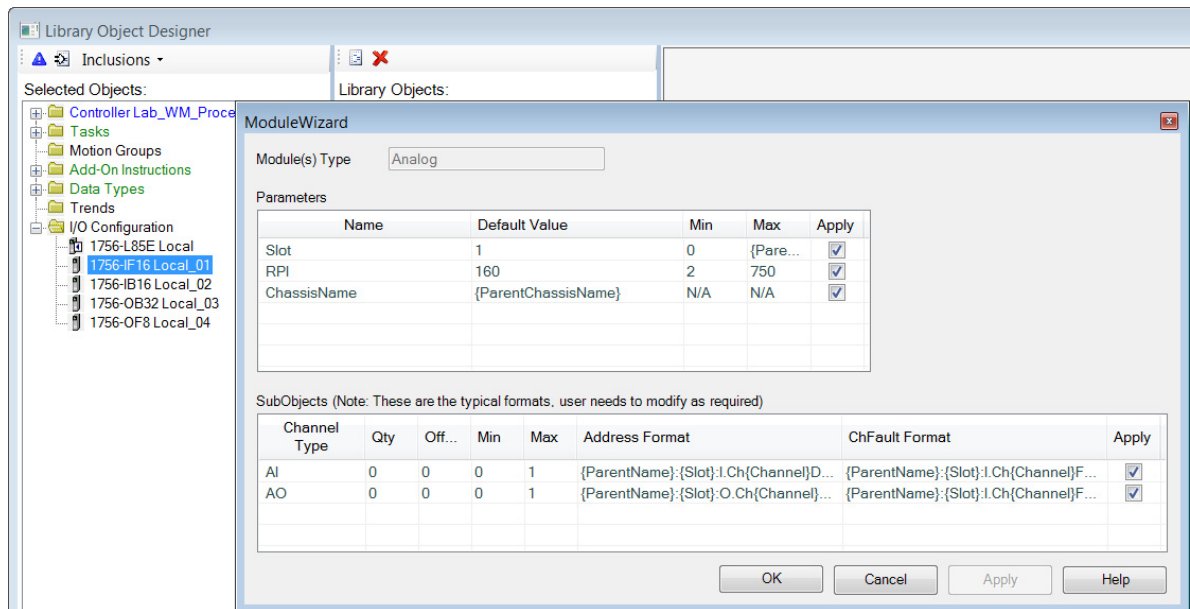 Library Object Designer
Inclusions
Selected Objects:
Library Objects:
Controller Lab_WM_Proce
Tasks
Motion Groups
Add-On Instructions
Data Types
Trends
I/O Configuration
1756-L85E Local
1756-IF16 Local_01
1756-IB16 Local_02
1756-OB32 Local_03
1756-OF8 Local_04
ModuleWizard
Module(s) Type Analog
Parameters
Name Default Value Min Max Apply
Slot 1 0 {Pare...
RPI 160 2 750
ChassisName {ParentChassisName} N/A N/A
SubObjects (Note: These are the typical formats, user needs to modify as required)
Channel Type Qty Off... Min Max Address Format ChFault Format Apply
AI 0 0 0 1 {ParentName}:{Slot}:I.Ch{Channel}D... {ParentName}:{Slot}:I.Ch{Channel}F...
AO 0 0 0 1 {ParentName}:{Slot}:O.Ch{Channel}... {ParentName}:{Slot}:I.Ch{Channel}F...
OK Cancel Apply Help